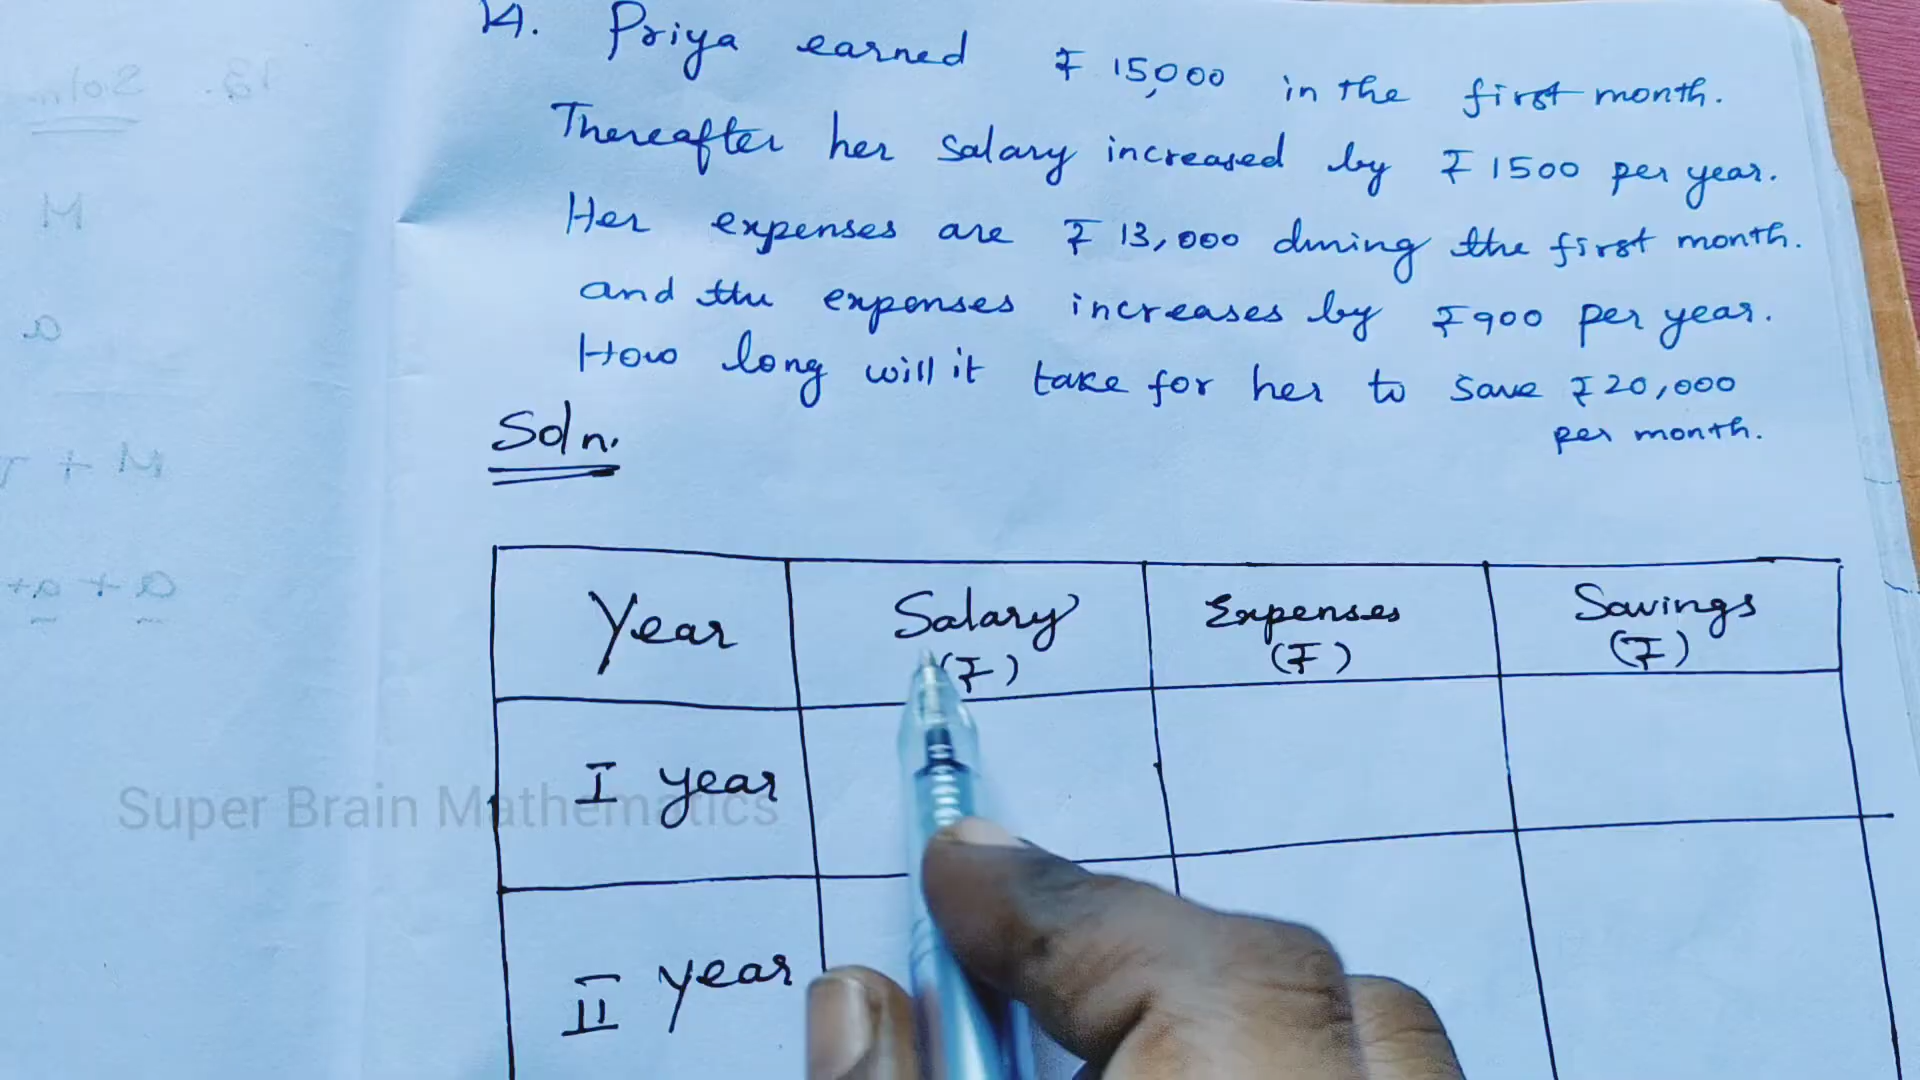 14. Priya earned ₹ 15,000 in the first month.
Thereafter her salary increased by ₹ 1500 per year.
Her expenses are ₹ 13,000 during the first month.
and the expenses increases by ₹900 per year.
How long will it take for her to save ₹20,000
per month.
Soln.
Year Salary Expenses Savings
(₹) (₹) (₹)
I year
II year
Super Brain Mathematics